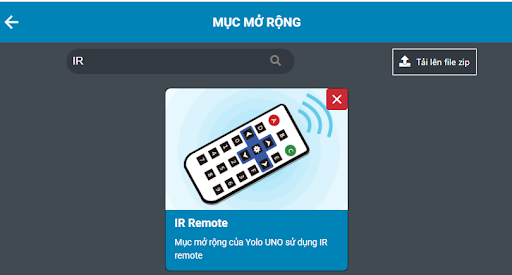 MỤC MỞ RỘNG
IR
Tải lên file zip
IR Remote
Mục mở rộng của Yolo UNO sử dụng IR
remote